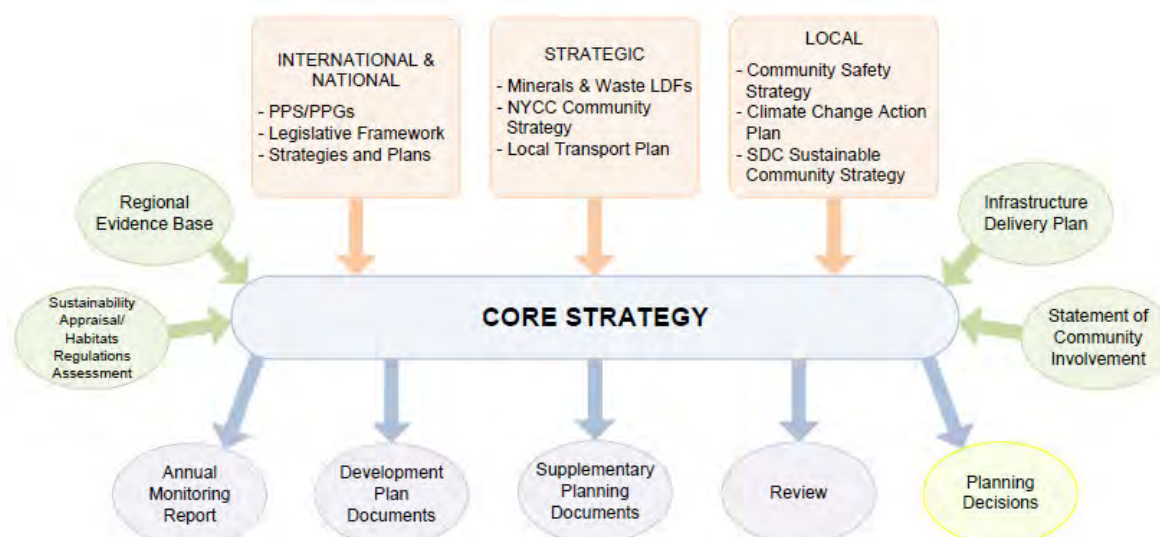 INTERNATIONAL &
NATIONAL
- PPS/PPGs
- Legislative Framework
- Strategies and Plans
STRATEGIC
- Minerals & Waste LDFs
- NYCC Community
Strategy
- Local Transport Plan
LOCAL
- Community Safety
Strategy
- Climate Change Action
Plan
- SDC Sustainable
Community Strategy
Regional
Evidence Base
Infrastructure
Delivery Plan
Sustainability
Appraisal/
Habitats
Regulations
Assessment
CORE STRATEGY
Statement of
Community
Involvement
Annual
Monitoring
Report
Development
Plan
Documents
Supplementary
Planning
Documents
Review
Planning
Decisions